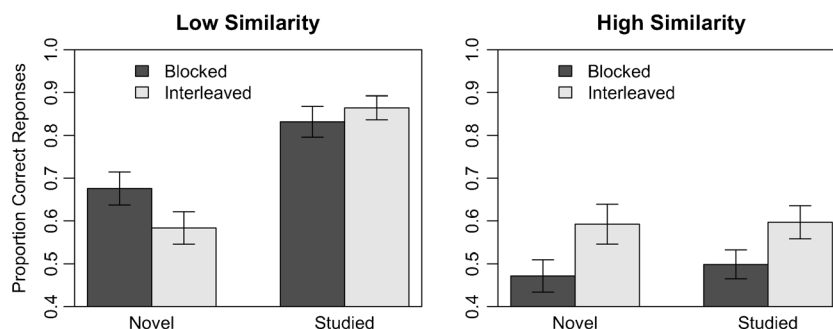 Low Similarity
Proportion Correct Reponses
1.0
0.9
0.8
0.7
0.6
0.5
0.4
Blocked
Interleaved
Novel
Studied
High Similarity
1.0
0.9
0.8
0.7
0.6
0.5
0.4
Blocked
Interleaved
Novel
Studied